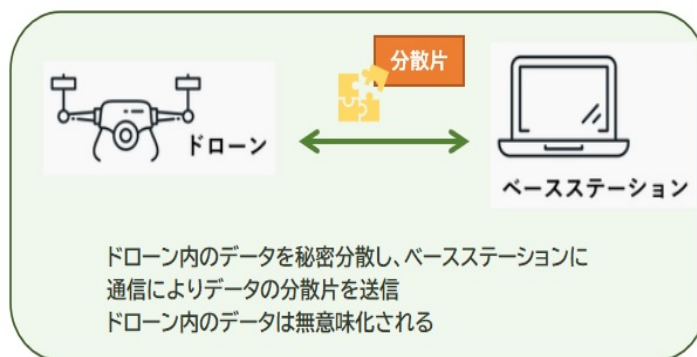 分散片
ドローン
ベースステーション
ドローン内のデータを秘密分散し、ベースステーションに
通信によりデータの分散片を送信
ドローン内のデータは無意味化される